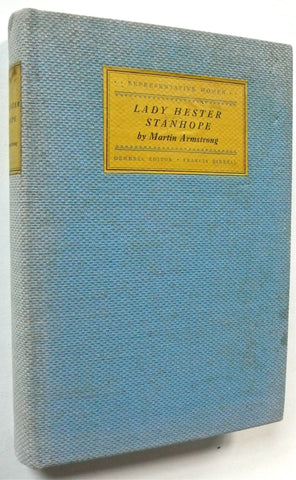 REPRESENTATIVE WOMEN
LADY HESTER
STANHOPE
by Martin Armstrong
GENERAL EDITOR · FRANCIS BIRRELL